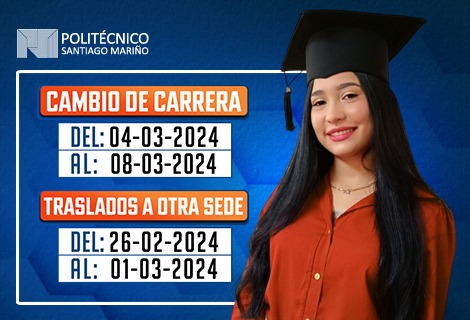 POLITÉCNICO
SANTIAGO MARIÑO
CAMBIO DE CARRERA
DEL: 04-03-2024
AL: 08-03-2024
TRASLADOS A OTRA SEDE
DEL: 26-02-2024
AL: 01-03-2024